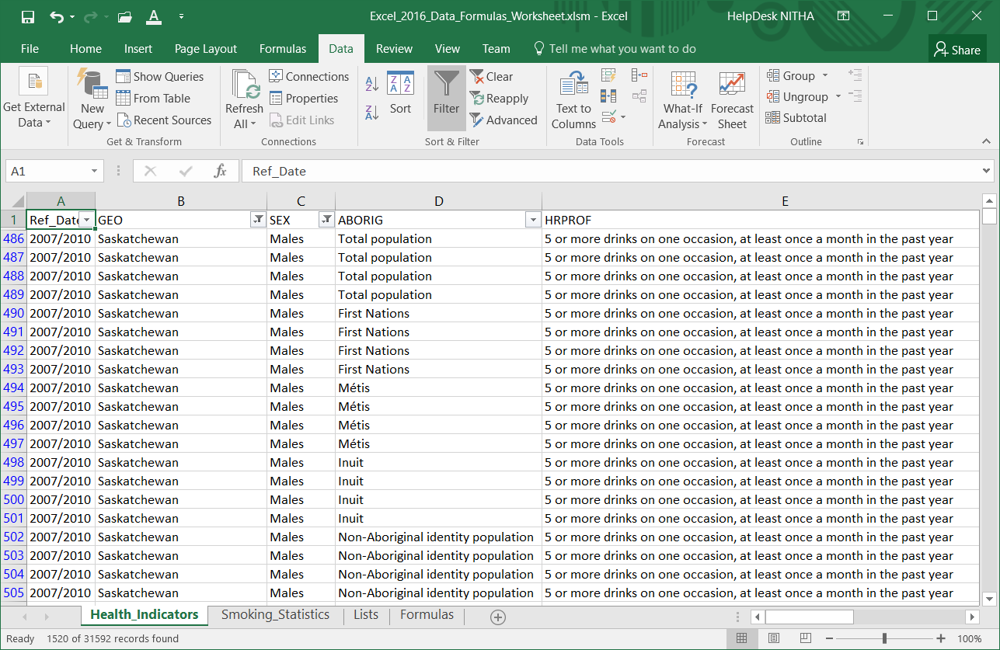 Excel_2016_Data_Formulas_Worksheet.xlsm - Excel HelpDesk NITHA
File Home Insert Page Layout Formulas Data Review View Team Tell me what you want to do Share
Get External Data
New Query
Show Queries
From Table
Recent Sources
Get & Transform
Refresh All
Connections
Properties
Edit Links
Connections
Sort
Filter
Clear
Reapply
Advanced
Sort & Filter
Text to Columns
Data Tools
What-If Analysis
Forecast Sheet
Forecast
Group
Ungroup
Subtotal
Outline
A1 fx Ref_Date
A B C D E
1 Ref_Date GEO SEX ABORIG HRPROF
486 2007/2010 Saskatchewan Males Total population 5 or more drinks on one occasion, at least once a month in the past year
487 2007/2010 Saskatchewan Males Total population 5 or more drinks on one occasion, at least once a month in the past year
488 2007/2010 Saskatchewan Males Total population 5 or more drinks on one occasion, at least once a month in the past year
489 2007/2010 Saskatchewan Males Total population 5 or more drinks on one occasion, at least once a month in the past year
490 2007/2010 Saskatchewan Males First Nations 5 or more drinks on one occasion, at least once a month in the past year
491 2007/2010 Saskatchewan Males First Nations 5 or more drinks on one occasion, at least once a month in the past year
492 2007/2010 Saskatchewan Males First Nations 5 or more drinks on one occasion, at least once a month in the past year
493 2007/2010 Saskatchewan Males First Nations 5 or more drinks on one occasion, at least once a month in the past year
494 2007/2010 Saskatchewan Males Métis 5 or more drinks on one occasion, at least once a month in the past year
495 2007/2010 Saskatchewan Males Métis 5 or more drinks on one occasion, at least once a month in the past year
496 2007/2010 Saskatchewan Males Métis 5 or more drinks on one occasion, at least once a month in the past year
497 2007/2010 Saskatchewan Males Métis 5 or more drinks on one occasion, at least once a month in the past year
498 2007/2010 Saskatchewan Males Inuit 5 or more drinks on one occasion, at least once a month in the past year
499 2007/2010 Saskatchewan Males Inuit 5 or more drinks on one occasion, at least once a month in the past year
500 2007/2010 Saskatchewan Males Inuit 5 or more drinks on one occasion, at least once a month in the past year
501 2007/2010 Saskatchewan Males Inuit 5 or more drinks on one occasion, at least once a month in the past year
502 2007/2010 Saskatchewan Males Non-Aboriginal identity population 5 or more drinks on one occasion, at least once a month in the past year
503 2007/2010 Saskatchewan Males Non-Aboriginal identity population 5 or more drinks on one occasion, at least once a month in the past year
504 2007/2010 Saskatchewan Males Non-Aboriginal identity population 5 or more drinks on one occasion, at least once a month in the past year
505 2007/2010 Saskatchewan Males Non-Aboriginal identity population 5 or more drinks on one occasion, at least once a month in the past year
Health_Indicators Smoking_Statistics Lists Formulas
Ready 1520 of 31592 records found 100%